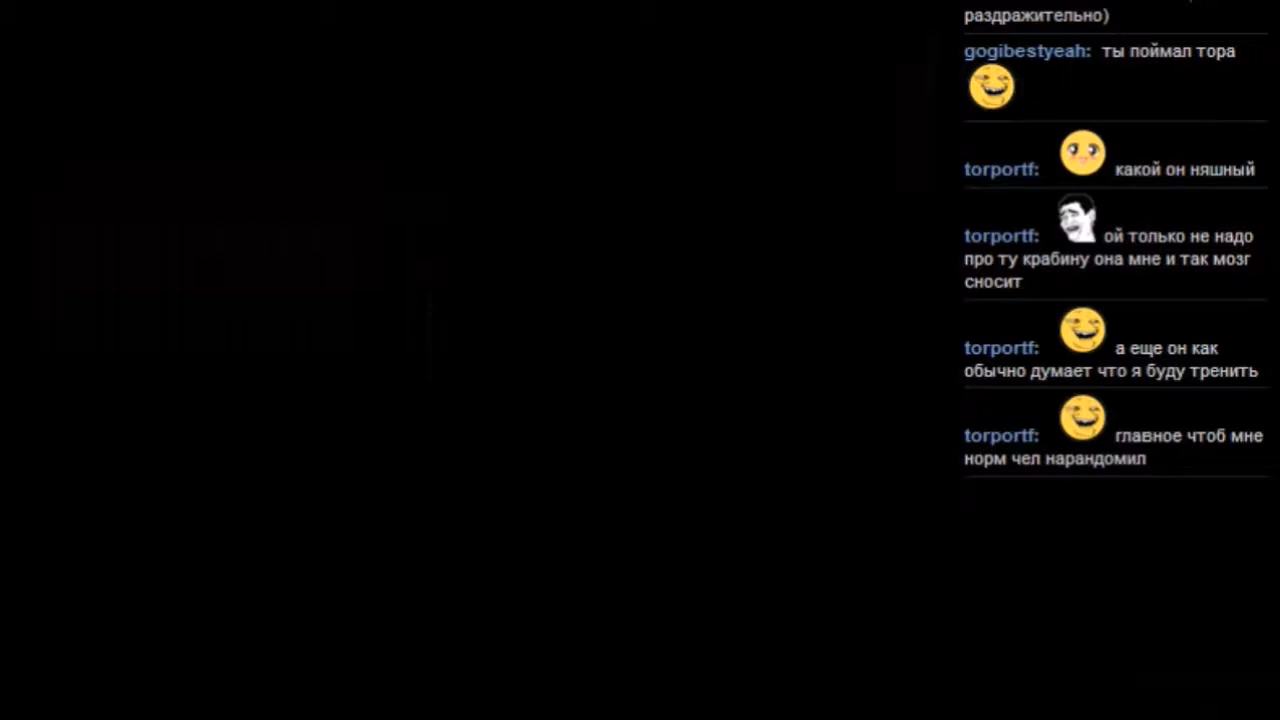 раздражительно)
gogibestyeah: ты поймал тора
torportf: какой он няшный
torportf: ой только не надо
про ту крабину она мне и так мозг
сносит
torportf: а еще он как
обычно думает что я буду тренить
torportf: главное чтоб мне
норм чел нарандомил